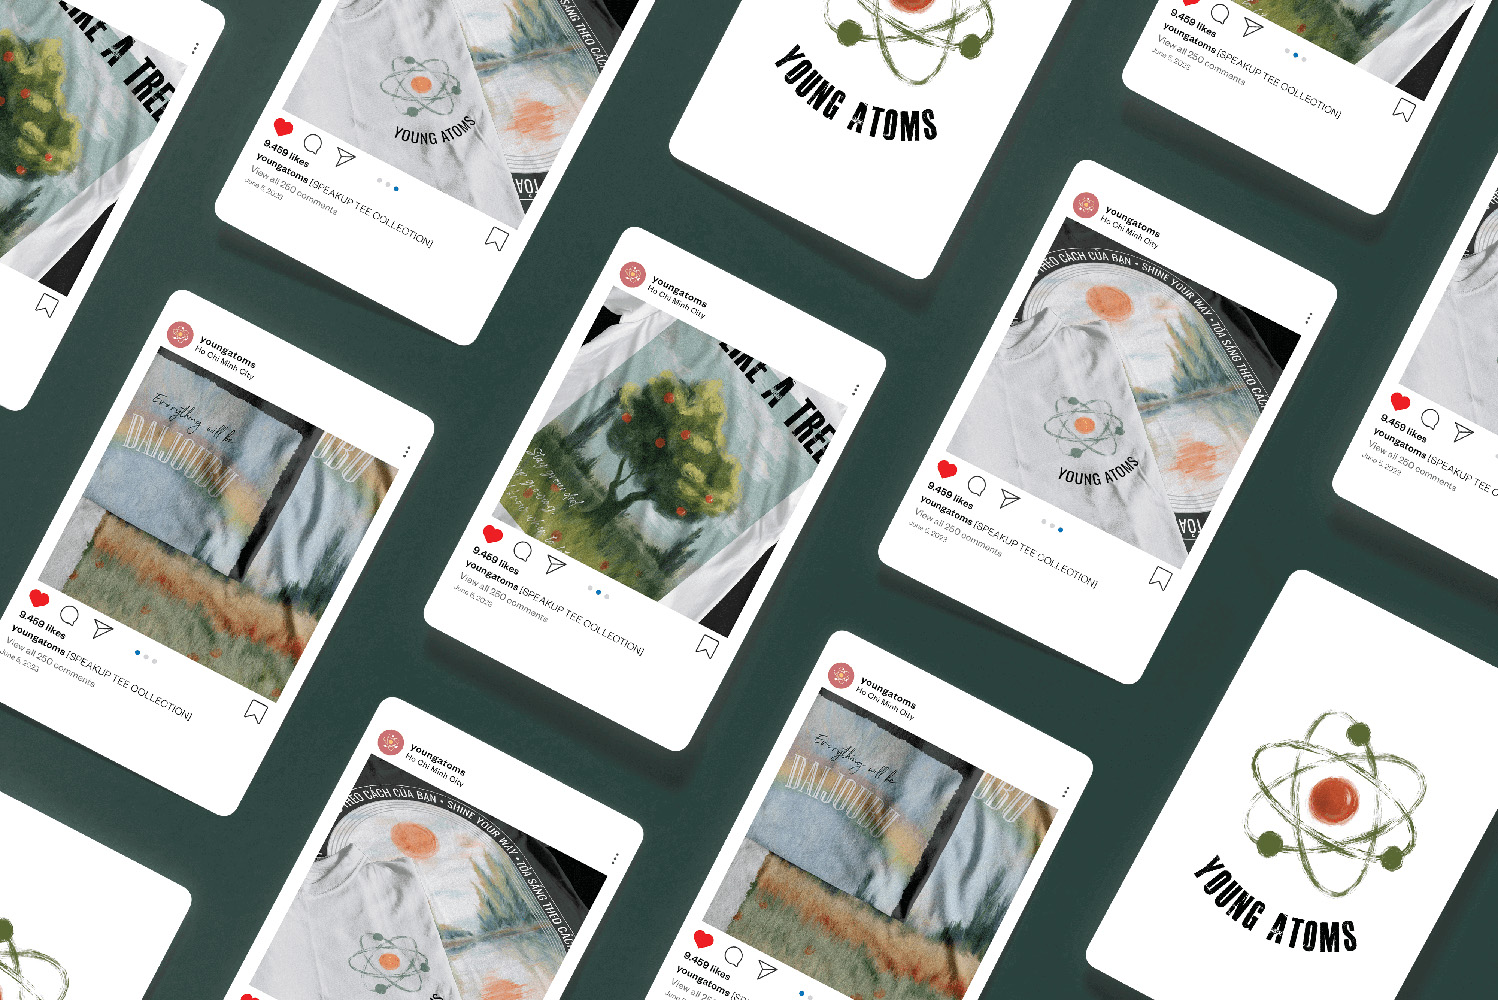 LIKE A TREE
YOUNG ATOMS
9.459 likes
youngatoms [SPEAKUP TEE COLLECTION]
View all 250 comments
June 5, 2023
YOUNG ATOMS
9.459 likes
youngatoms [SPEAKUP TEE COLLECTION]
View all 250 comments
June 5, 2023
youngatoms
Ho Chi Minh City
THEO CÁCH CỦA BẠN • SHINE YOUR WAY • TỎA SÁNG THEO CÁCH
YOUNG ATOMS
9.459 likes
youngatoms [SPEAKUP TEE COLLECTION]
View all 250 comments
June 5, 2023
youngatoms
Ho Chi Minh City
LIKE A TREE
9.459 likes
youngatoms [SPEAKUP TEE COLLECTION]
View all 250 comments
June 5, 2023
youngatoms
Ho Chi Minh City
Everything will be
DAIJOUBU
9.459 likes
youngatoms [SPEAKUP TEE COLLECTION]
View all 250 comments
June 5, 2023
9.459 likes
youngatoms [SPEAKUP TEE C
View all 250 comments
June 5, 2023
youngatoms
Ho Chi Minh City
THEO CÁCH CỦA BẠN • SHINE YOUR WAY • TỎA SÁNG THEO CÁCH
YOUNG ATOMS
youngatoms
Ho Chi Minh City
Everything will be
DAIJOUBU
9.459 likes
youngatoms [SPEAKUP TEE
View all 250 comments
YOUNG ATOMS